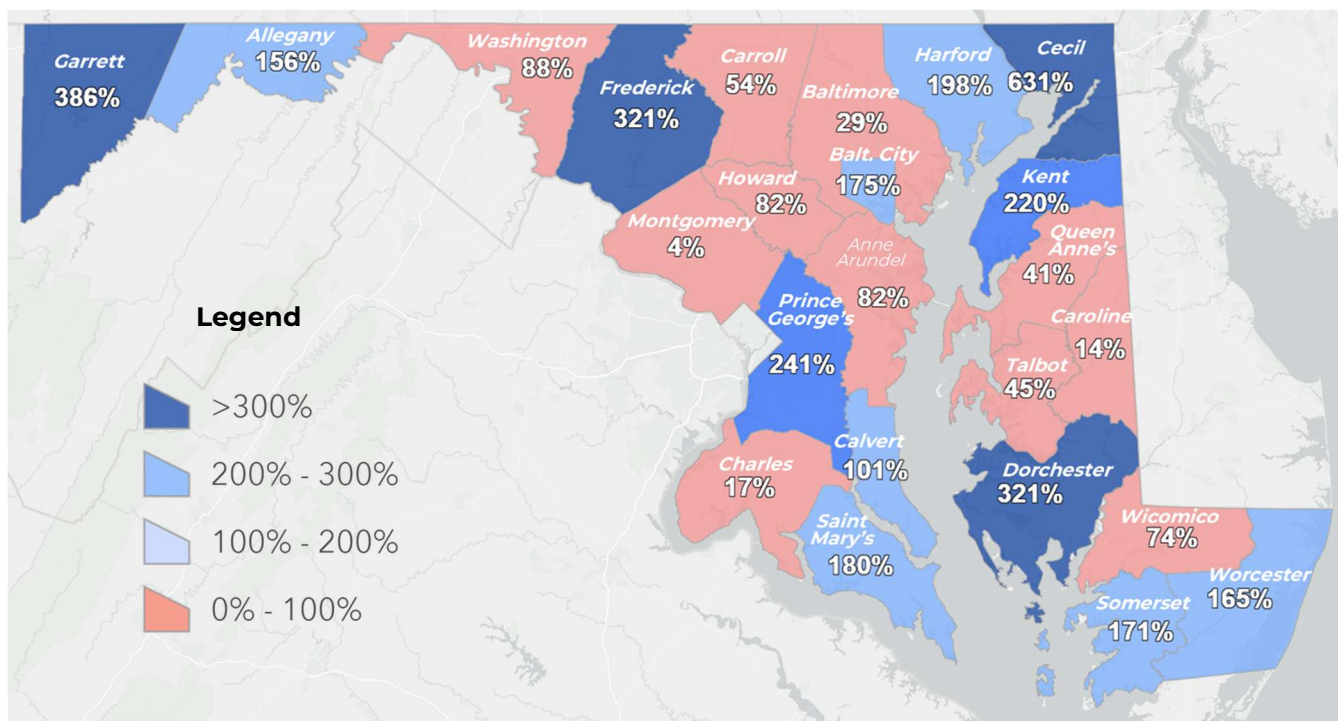 Garrett
386%
Allegany
156%
Washington
88%
Frederick
321%
Carroll
54%
Baltimore
29%
Balt. City
175%
Harford
198%
Cecil
631%
Kent
220%
Queen
Anne's
41%
Howard
82%
Montgomery
4%
Anne
Arundel
82%
Prince
George's
241%
Caroline
14%
Talbot
45%
Calvert
101%
Charles
17%
Saint
Mary's
180%
Dorchester
321%
Wicomico
74%
Worcester
165%
Somerset
171%
Legend
>300%
200% - 300%
100% - 200%
0% - 100%